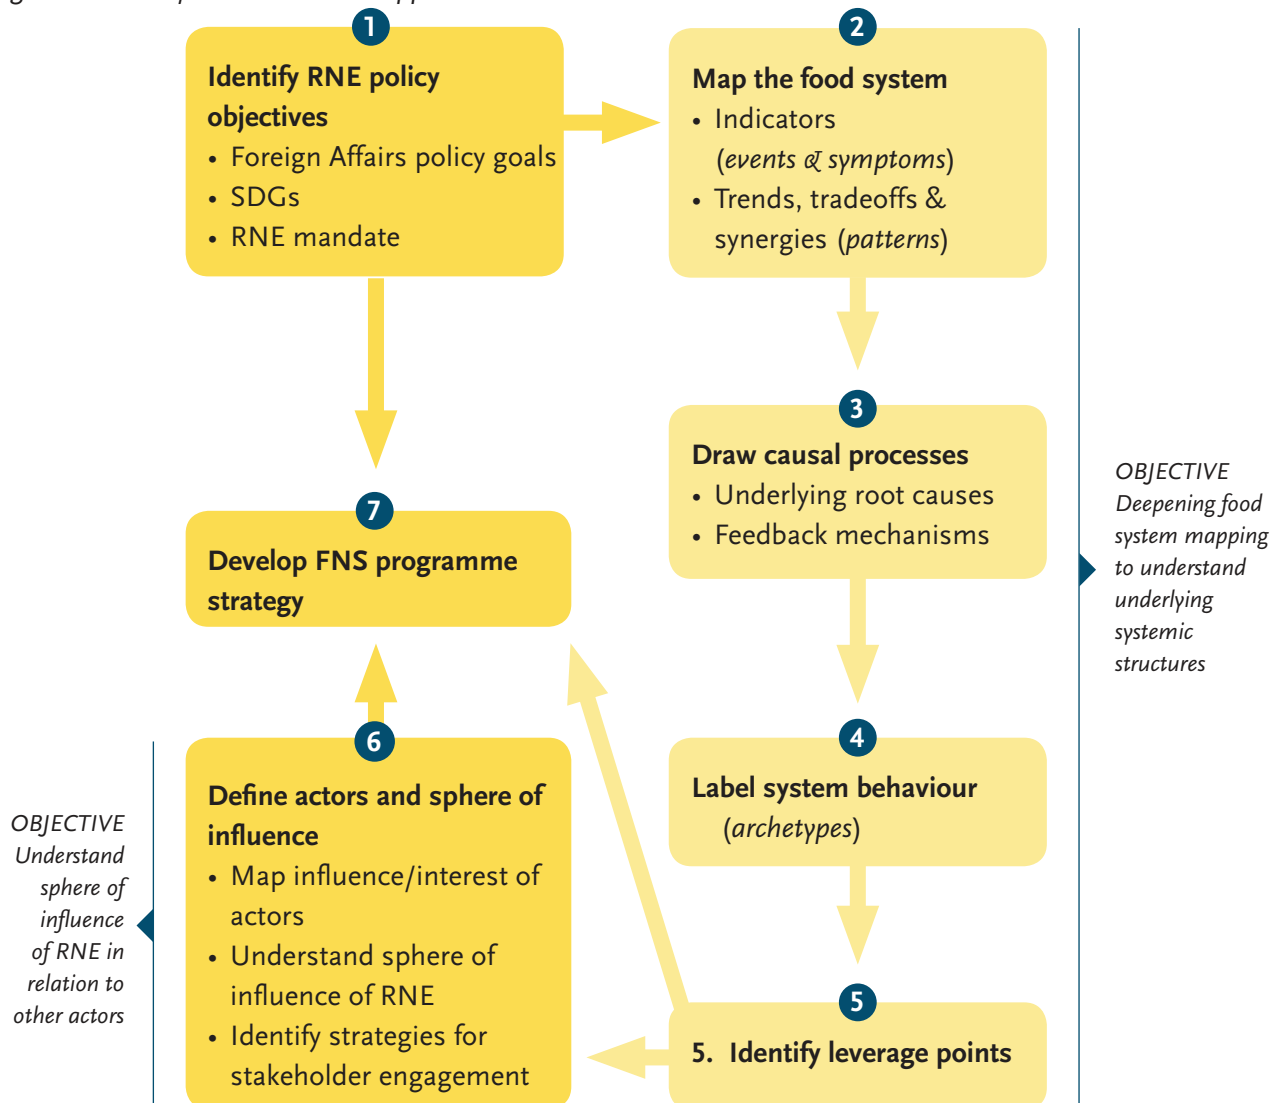 1
Identify RNE policy
objectives
• Foreign Affairs policy goals
• SDGs
• RNE mandate
2
Map the food system
• Indicators
(events & symptoms)
• Trends, tradeoffs &
synergies (patterns)
3
Draw causal processes
• Underlying root causes
• Feedback mechanisms
OBJECTIVE
Deepening food
system mapping
to understand
underlying
systemic
structures
7
Develop FNS programme
strategy
4
Label system behaviour
(archetypes)
6
Define actors and sphere of
influence
• Map influence/interest of
actors
• Understand sphere of
influence of RNE
• Identify strategies for
stakeholder engagement
OBJECTIVE
Understand
sphere of
influence
of RNE in
relation to
other actors
5
5. Identify leverage points